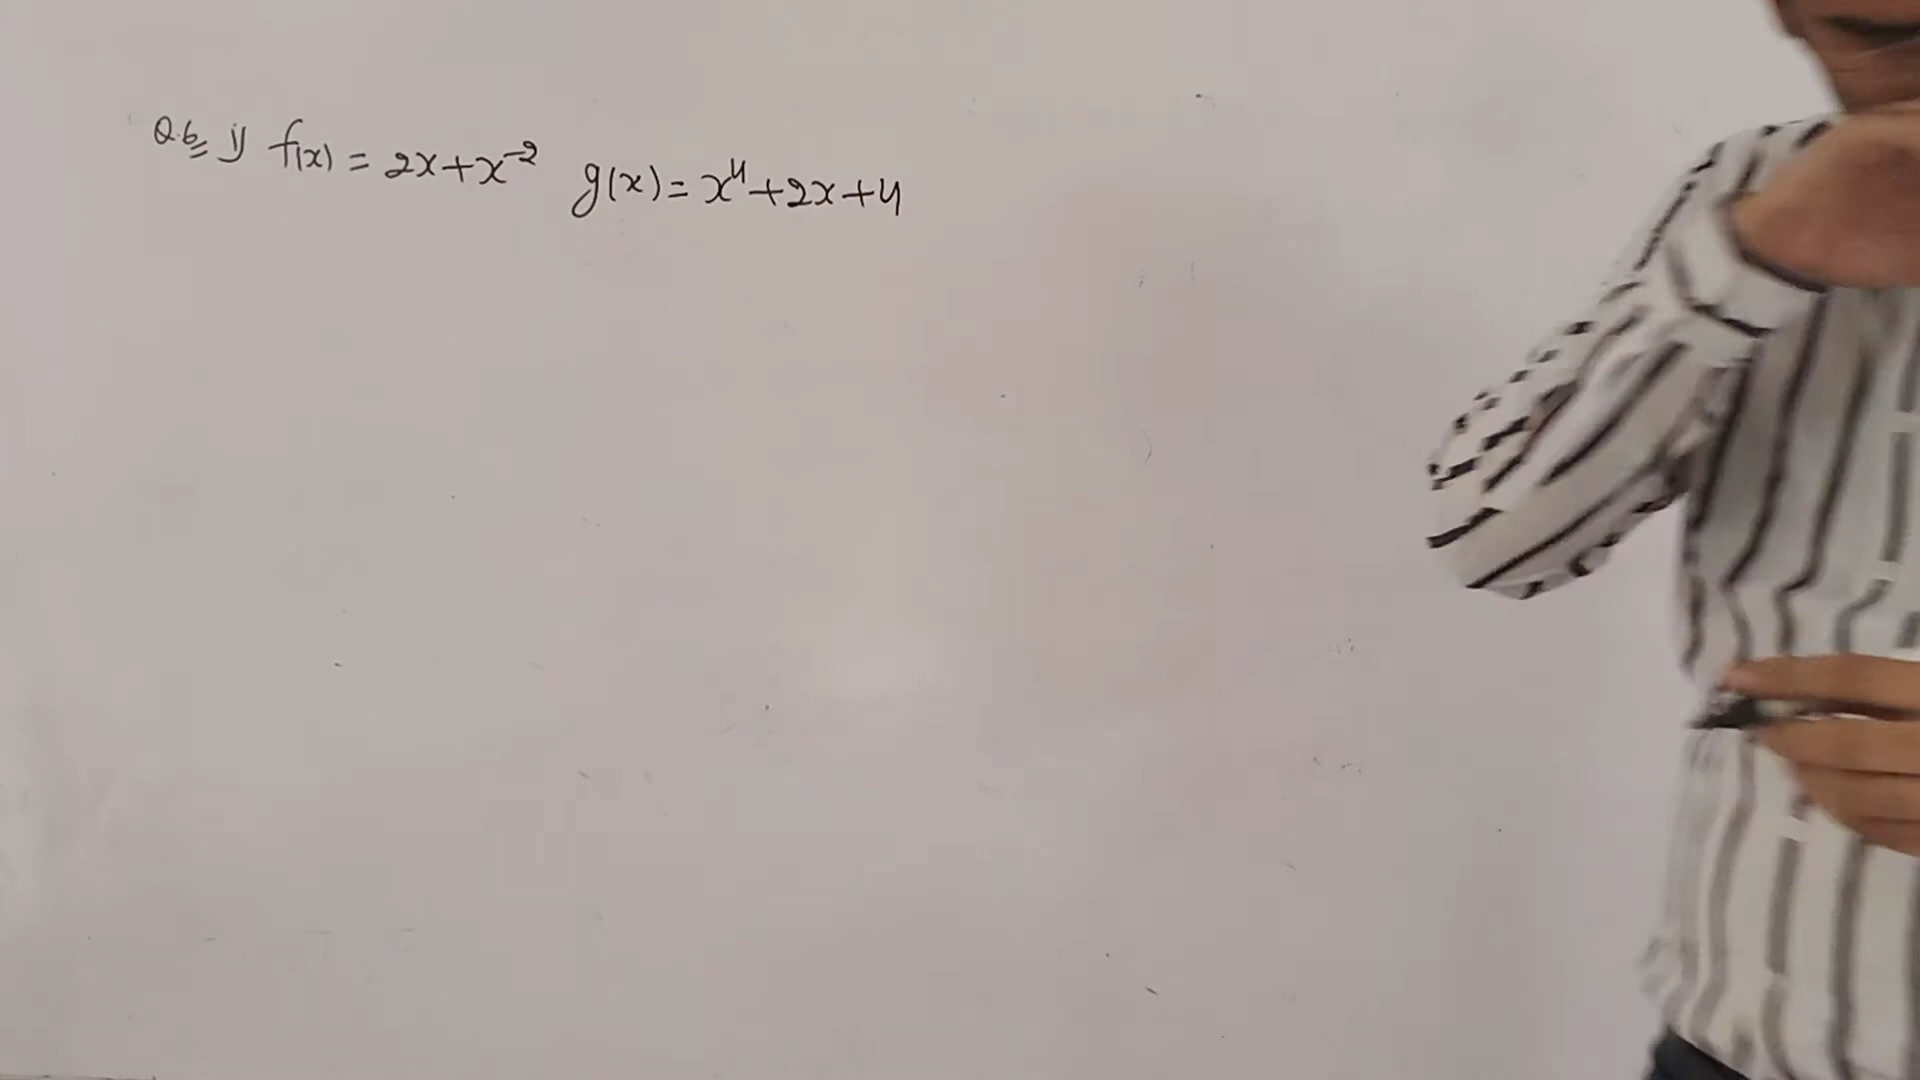 Q.6 i) f(x) = 2x+x⁻² g(x) = x⁴+2x+4